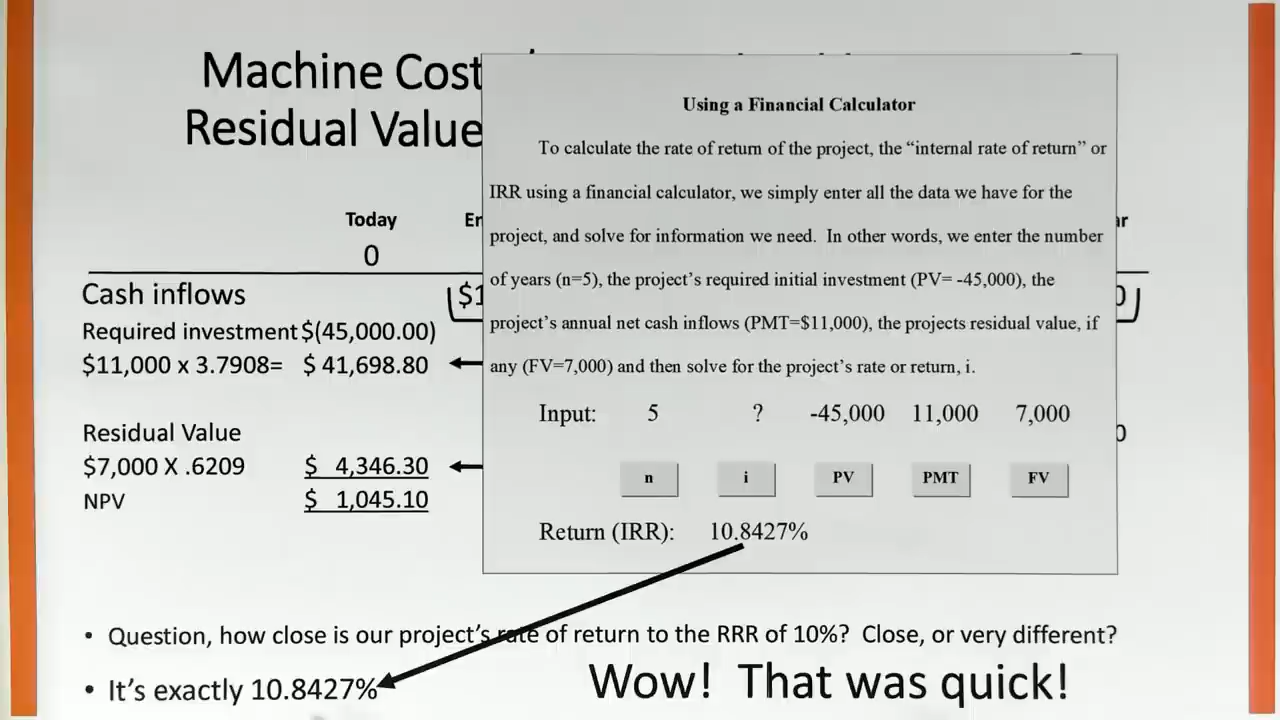 Machine Cost
Residual Value
Today
0
Cash inflows
$1
Required investment $(45,000.00)
$11,000 x 3.7908= $ 41,698.80
Residual Value
$7,000 X .6209 $ 4,346.30
NPV $ 1,045.10
Using a Financial Calculator
To calculate the rate of return of the project, the “internal rate of return” or
IRR using a financial calculator, we simply enter all the data we have for the
project, and solve for information we need. In other words, we enter the number
of years (n=5), the project’s required initial investment (PV= -45,000), the
project’s annual net cash inflows (PMT=$11,000), the projects residual value, if
any (FV=7,000) and then solve for the project’s rate or return, i.
Input: 5 ? -45,000 11,000 7,000
n i PV PMT FV
Return (IRR): 10.8427%
• Question, how close is our project’s rate of return to the RRR of 10%? Close, or very different?
• It’s exactly 10.8427%
Wow! That was quick!